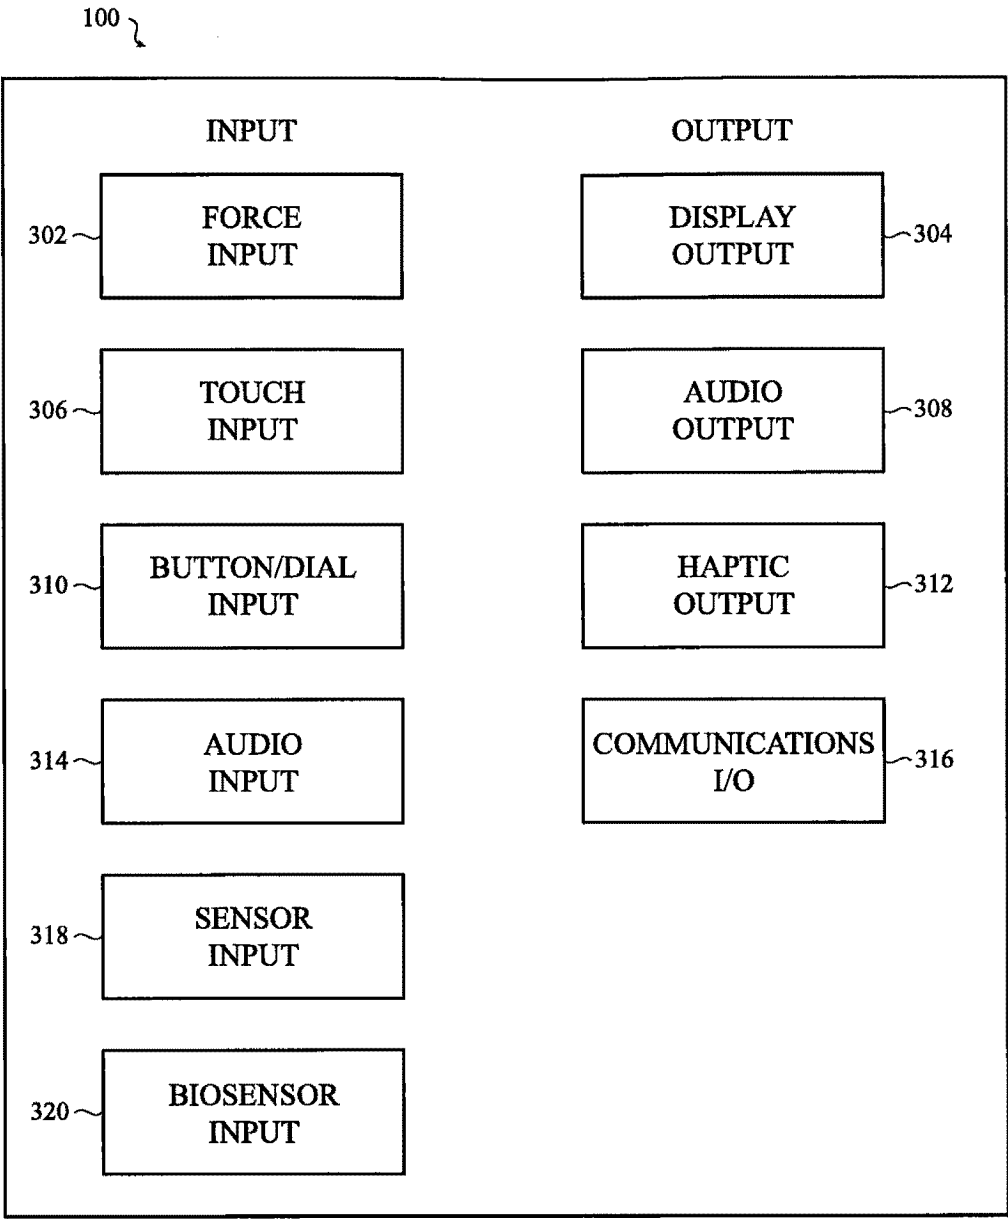 100
INPUT
OUTPUT
302
FORCE
INPUT
DISPLAY
OUTPUT
304
306
TOUCH
INPUT
AUDIO
OUTPUT
308
310
BUTTON/DIAL
INPUT
HAPTIC
OUTPUT
312
314
AUDIO
INPUT
COMMUNICATIONS
I/O
316
318
SENSOR
INPUT
320
BIOSENSOR
INPUT